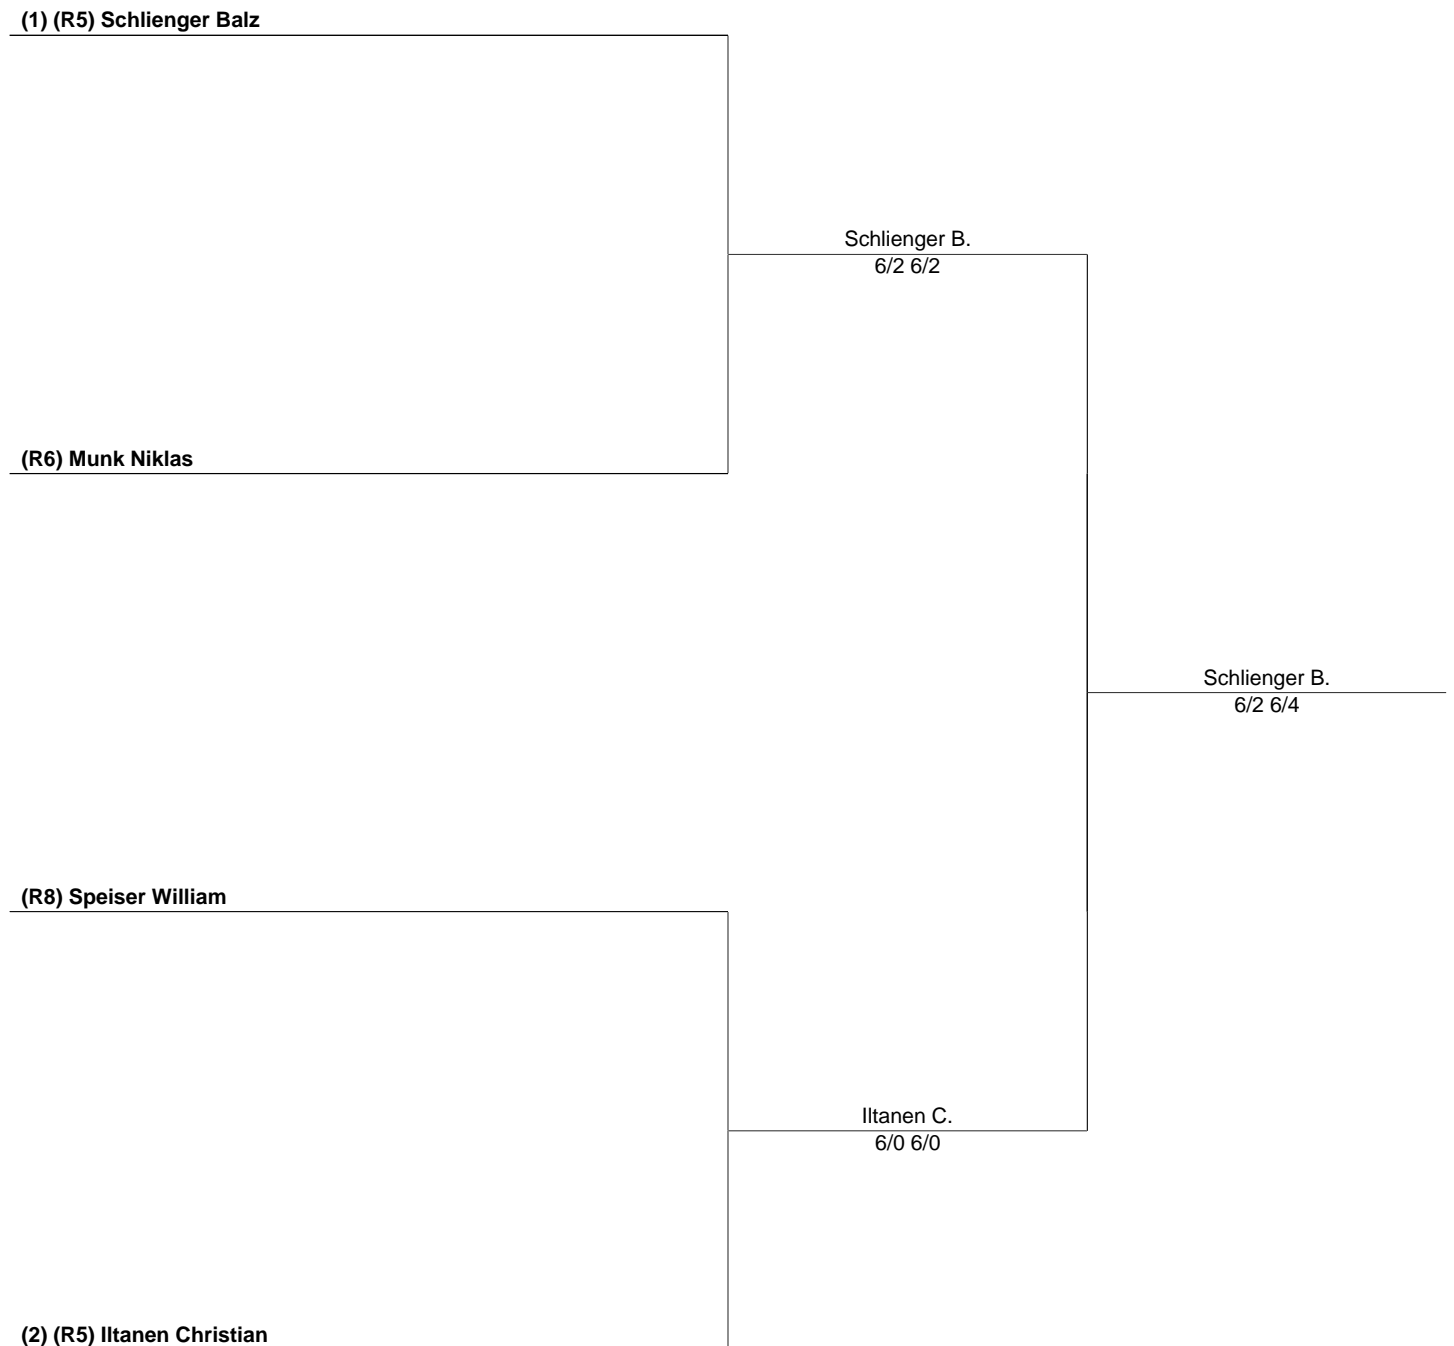 (1) (R5) Schlienger Balz
Schlienger B.
6/2 6/2
(R6) Munk Niklas
Schlienger B.
6/2 6/4
(R8) Speiser William
Iltanen C.
6/0 6/0
(2) (R5) Iltanen Christian